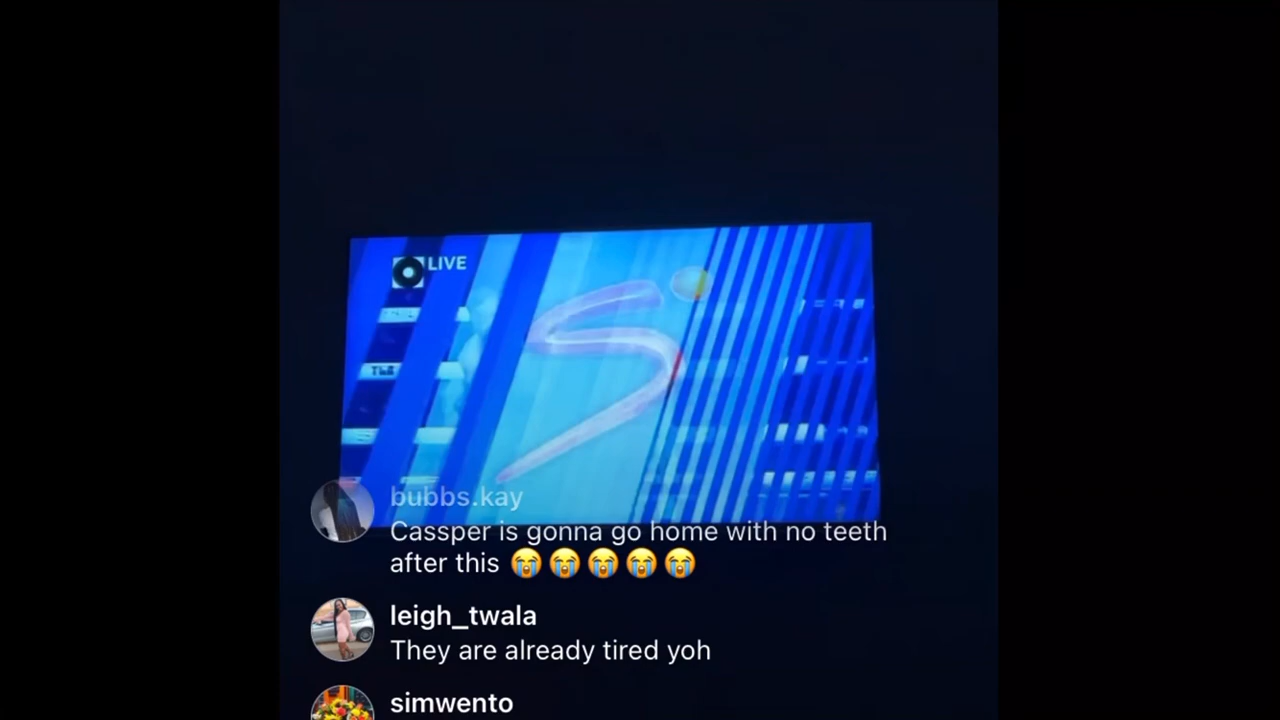 LIVE
bubbs.kay
Cassper is gonna go home with no teeth
after this 😭😭😭😭😭
leigh_twala
They are already tired yoh
simwento